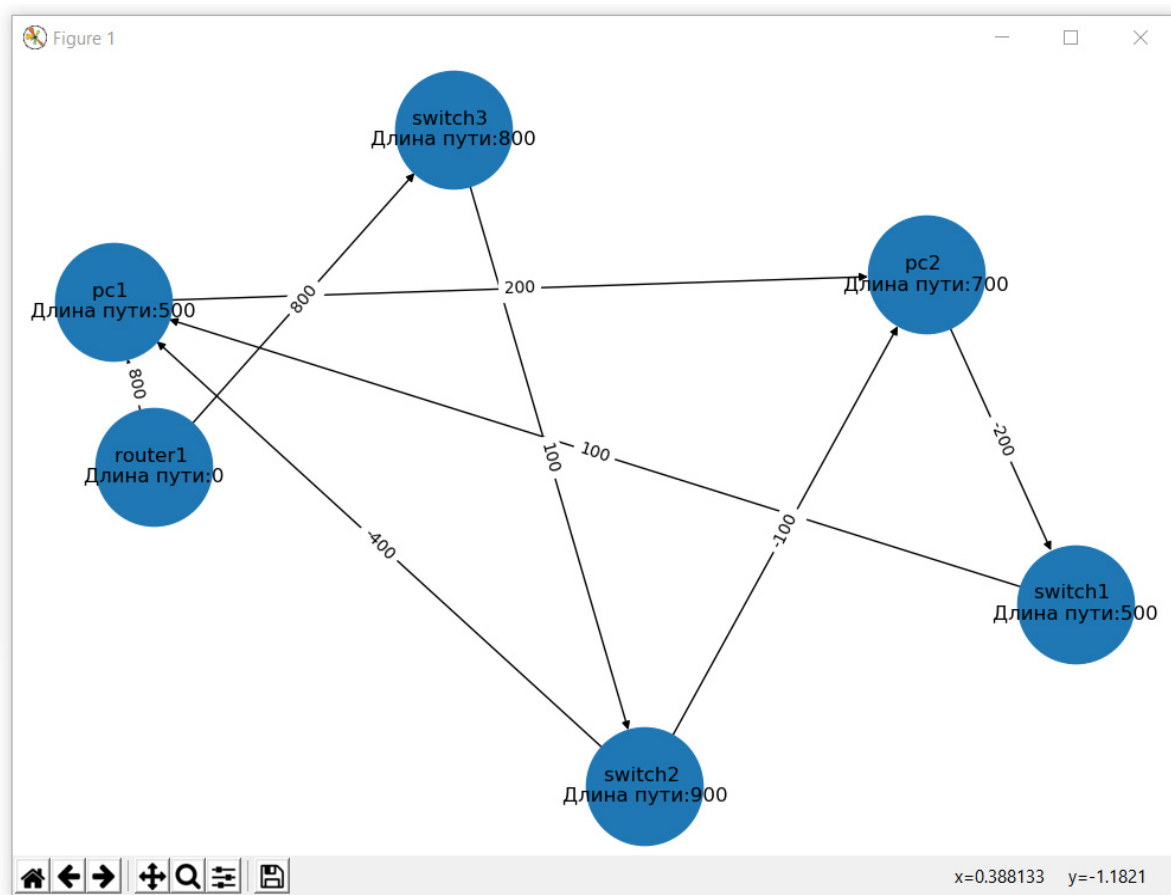 Figure 1
switch3
Длина пути:800
pc2
Длина пути:700
pc1
Длина пути:500
200
800
800
router1
Длина пути:0
-200
100
100
-400
-100
switch1
Длина пути:500
switch2
Длина пути:900
x=0.388133 y=-1.1821